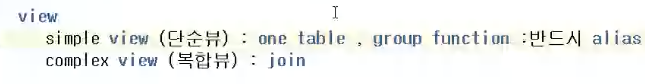 view
simple view (단순뷰) : one table , group function :반드시 alias
complex view (복합뷰) : join